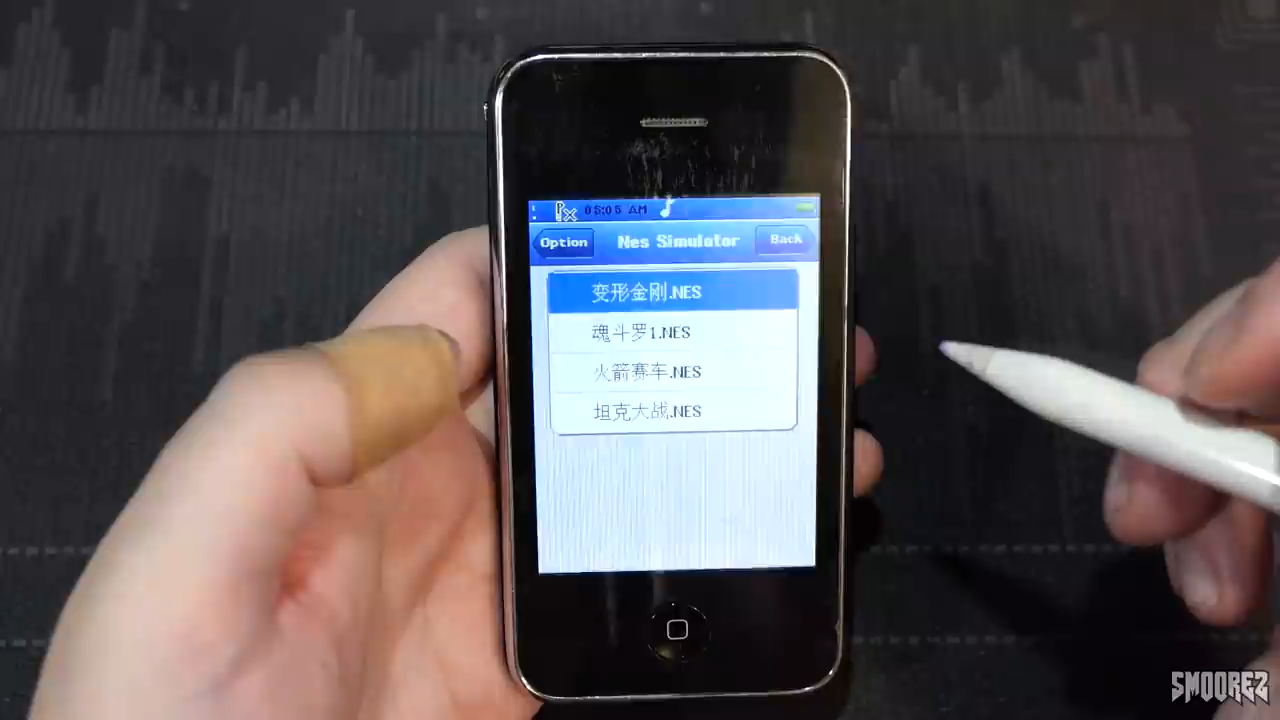 05:05 AM
Option
Nes Simulator
Back
变形金刚.NES
魂斗罗1.NES
火箭赛车.NES
坦克大战.NES
SMOOREZ